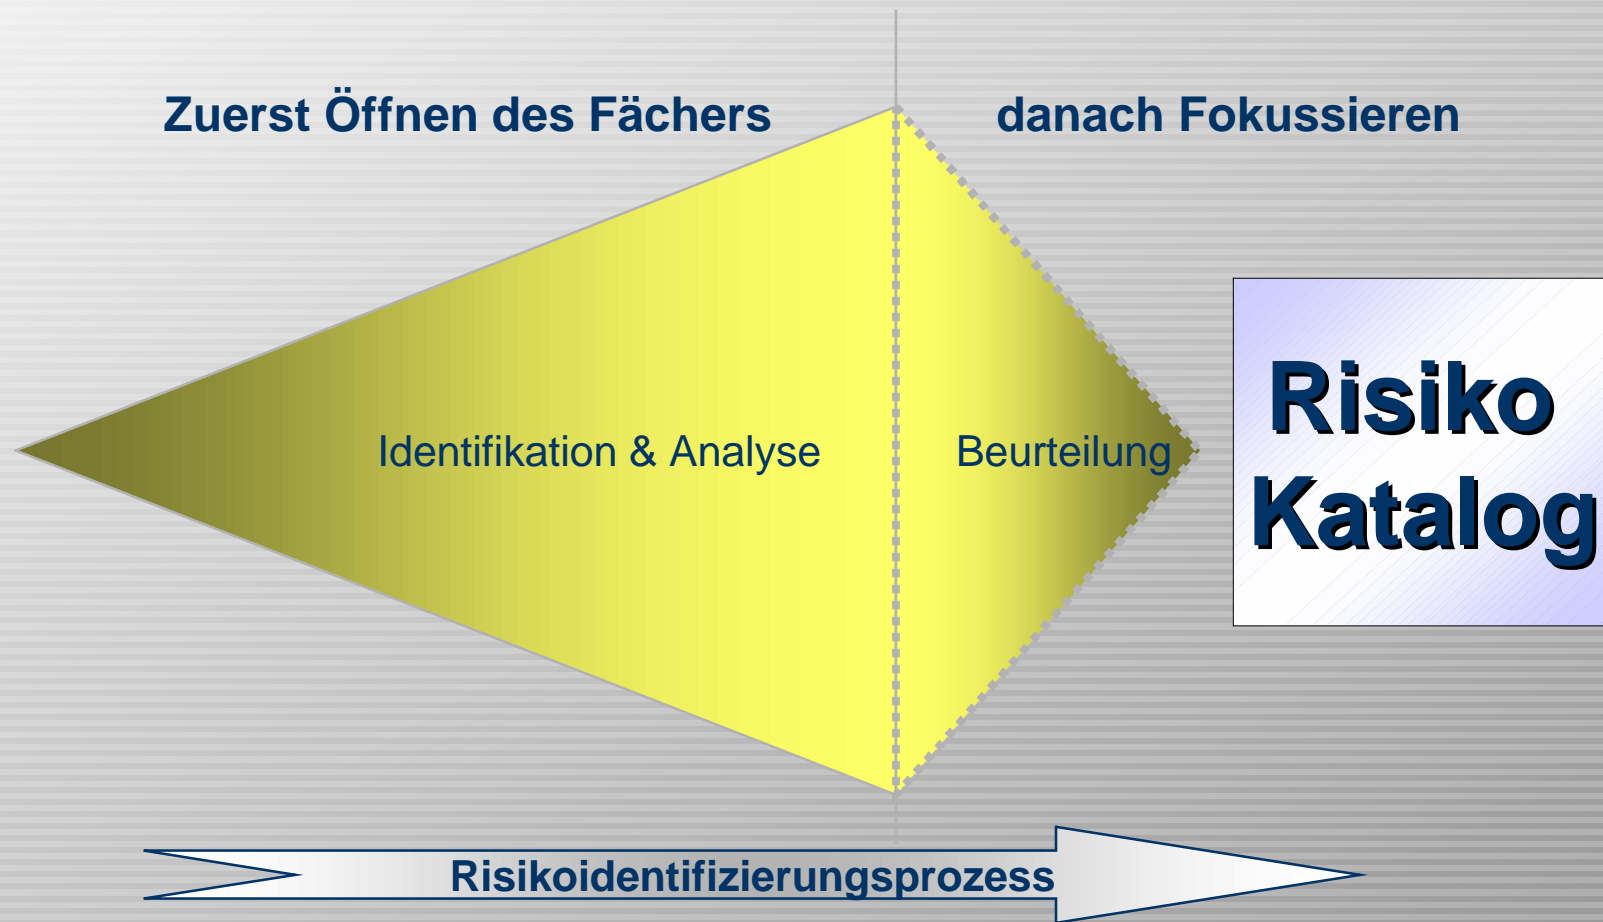 Zuerst Öffnen des Fächers
danach Fokussieren
Identifikation & Analyse
Beurteilung
Risiko
Katalog
Risikoidentifizierungsprozess